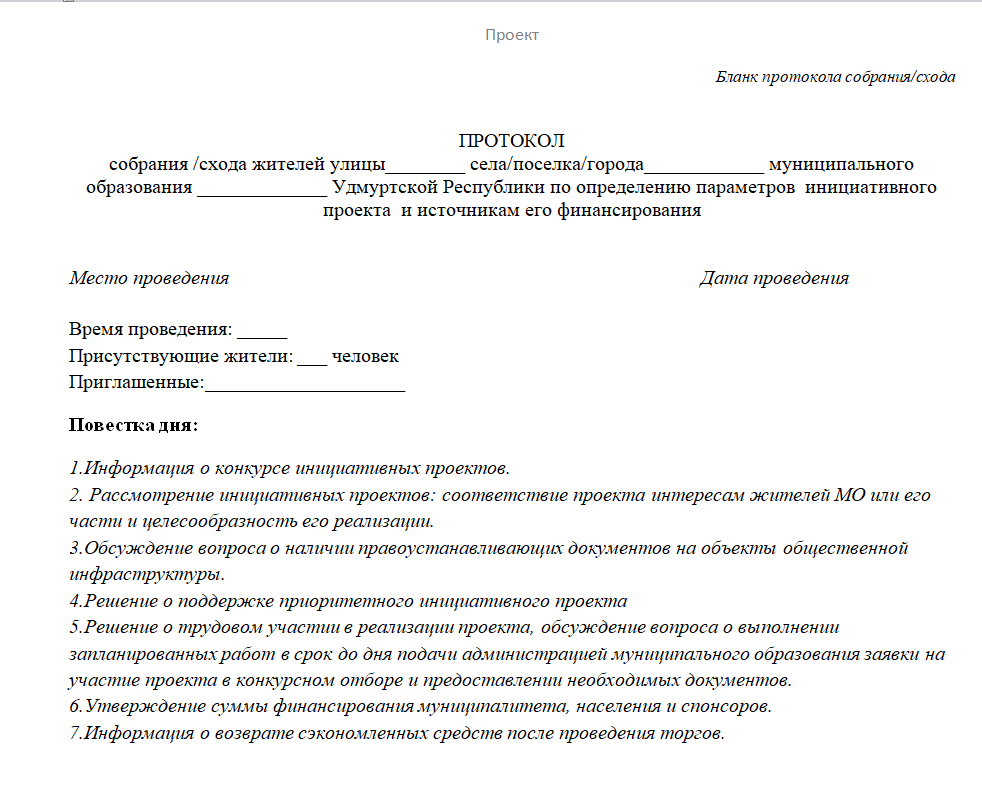 Проект
Бланк протокола собрания/схода
ПРОТОКОЛ
собрания /схода жителей улицы________ села/поселка/города____________ муниципального
образования _____________ Удмуртской Республики по определению параметров инициативного
проекта и источникам его финансирования
Место проведения Дата проведения
Время проведения: _____
Присутствующие жители: ___ человек
Приглашенные:____________________
Повестка дня:
1.Информация о конкурсе инициативных проектов.
2. Рассмотрение инициативных проектов: соответствие проекта интересам жителей МО или его
части и целесообразность его реализации.
3.Обсуждение вопроса о наличии правоустанавливающих документов на объекты общественной
инфраструктуры.
4.Решение о поддержке приоритетного инициативного проекта
5.Решение о трудовом участии в реализации проекта, обсуждение вопроса о выполнении
запланированных работ в срок до дня подачи администрацией муниципального образования заявки на
участие проекта в конкурсном отборе и предоставлении необходимых документов.
6.Утверждение суммы финансирования муниципалитета, населения и спонсоров.
7.Информация о возврате сэкономленных средств после проведения торгов.